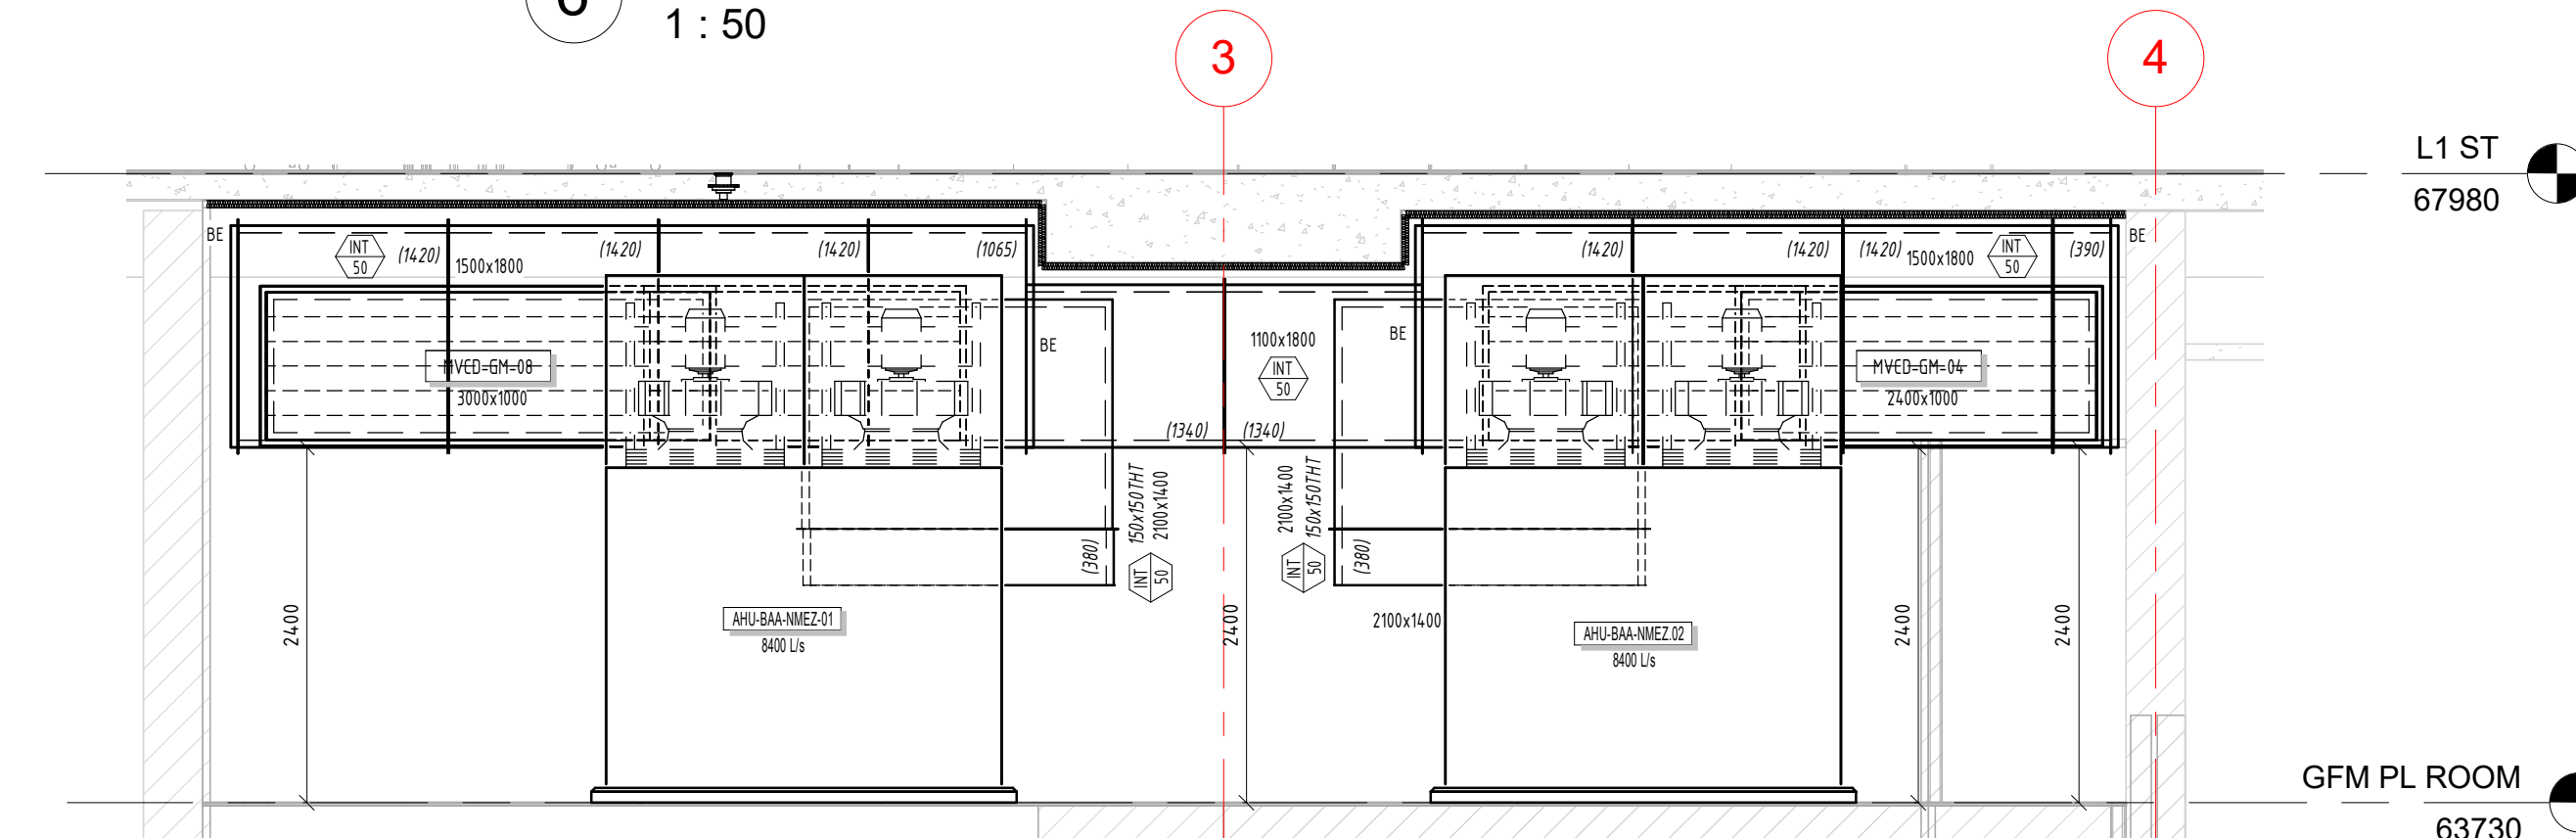 1 : 50
3
4
L1 ST
67980
BE
INT
50
(1420)
1500x1800
(1420)
(1420)
(1065)
(1420)
(1420)
(1420)
1500x1800
INT
50
(390)
BE
BE
1100x1800
INT
50
BE
MVCD-GM-08
3000x1000
MVCD-GM-04
2400x1000
(1340)
(1340)
150x150THT
2100x1400
INT
50
(380)
2100x1400
150x150THT
INT
50
(380)
2400
AHU-BAA-NMEZ-01
8400 L/s
2400
2100x1400
AHU-BAA-NMEZ.02
8400 L/s
2400
2400
GFM PL ROOM
63730